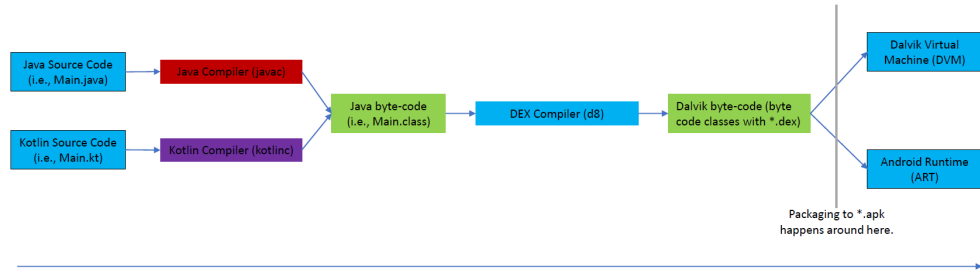 Java Source Code
(i.e., Main.java)
Java Compiler (javac)
Kotlin Source Code
(i.e., Main.kt)
Kotlin Compiler (kotlinc)
Java byte-code
(i.e., Main.class)
DEX Compiler (d8)
Dalvik byte-code (byte
code classes with *.dex)
Dalvik Virtual
Machine (DVM)
Android Runtime
(ART)
Packaging to *.apk
happens around here.